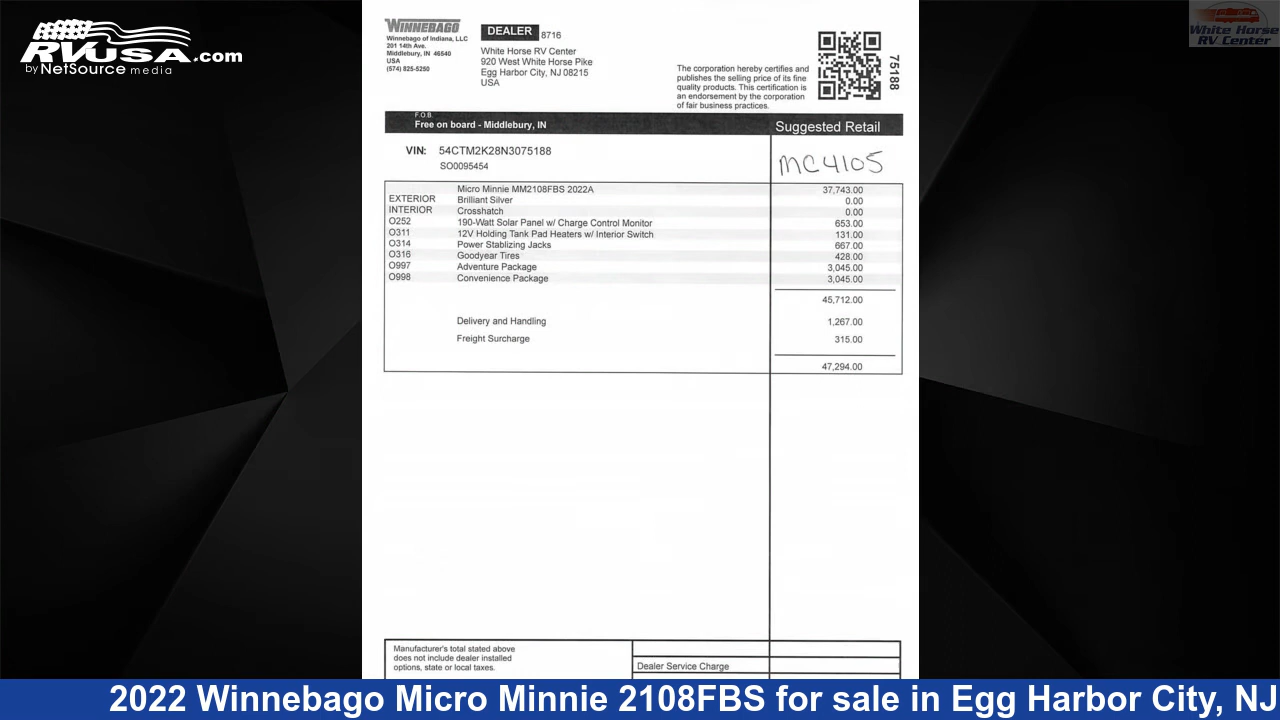 RVUSA.com
by NetSource media
WINNEBAGO
Winnebago of Indiana, LLC
201 14th Ave.
Middlebury, IN 46540
USA
(574) 825-5250
DEALER 8716
White Horse RV Center
920 West White Horse Pike
Egg Harbor City, NJ 08215
USA
The corporation hereby certifies and
publishes the selling price of its fine
quality products. This certification is
an endorsement by the corporation
of fair business practices.
75188
White Horse
RV Center
F.O.B.
Free on board - Middlebury, IN
Suggested Retail
VIN: 54CTM2K28N3075188
SO0095454
MC4105
Micro Minnie MM2108FBS 2022A 37,743.00
EXTERIOR Brilliant Silver 0.00
INTERIOR Crosshatch 0.00
O252 190-Watt Solar Panel w/ Charge Control Monitor 653.00
O311 12V Holding Tank Pad Heaters w/ Interior Switch 131.00
O314 Power Stablizing Jacks 667.00
O316 Goodyear Tires 428.00
O997 Adventure Package 3,045.00
O998 Convenience Package 3,045.00
45,712.00
Delivery and Handling 1,267.00
Freight Surcharge 315.00
47,294.00
Manufacturer's total stated above
does not include dealer installed
options, state or local taxes.
Dealer Service Charge
2022 Winnebago Micro Minnie 2108FBS for sale in Egg Harbor City, NJ